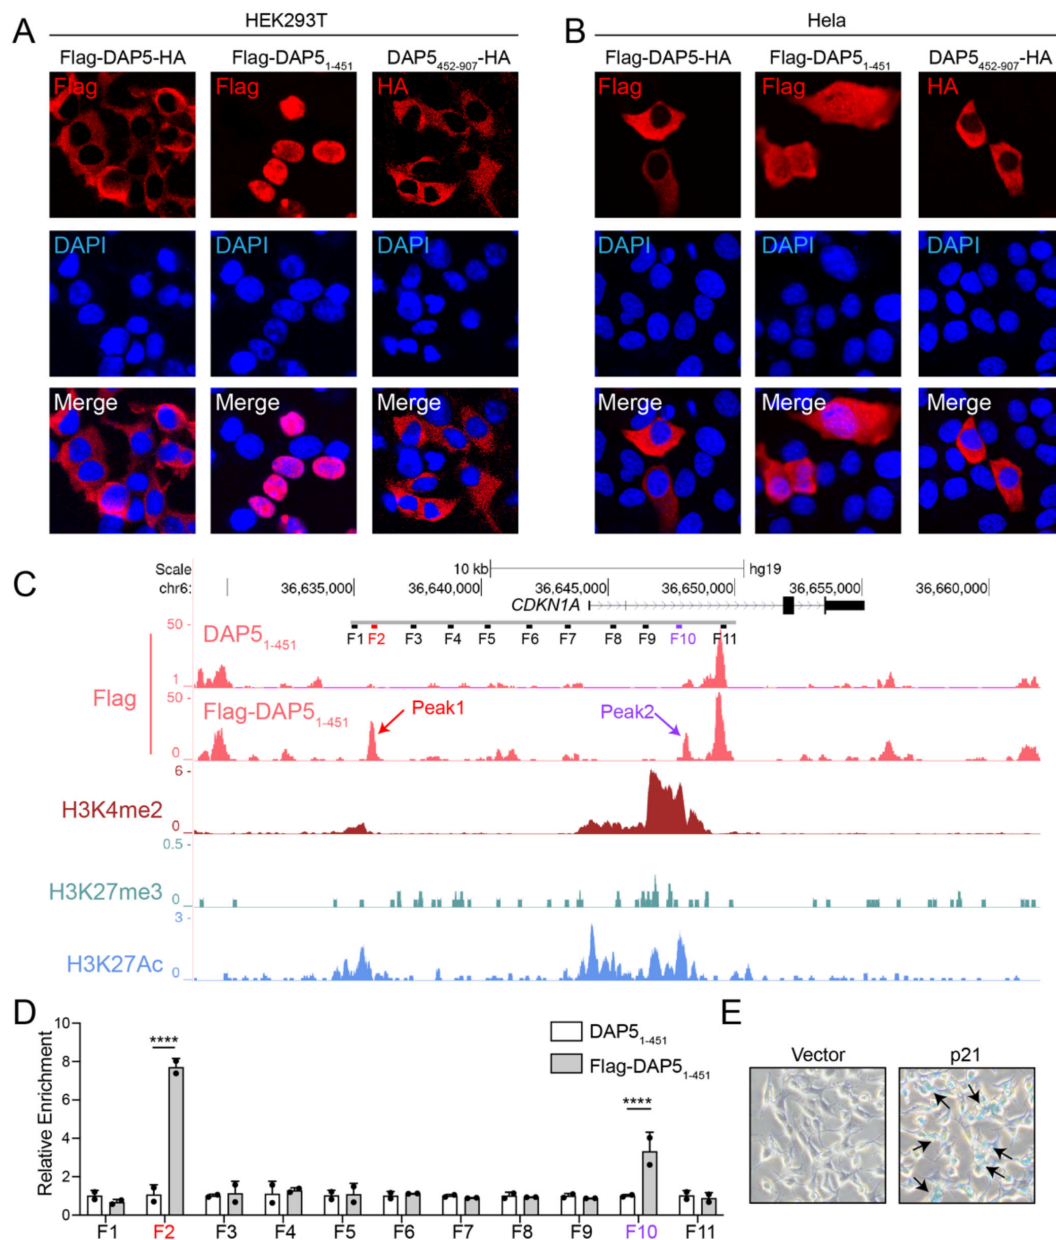 A
HEK293T
Flag-DAP5-HA Flag-DAP5₁₋₄₅₁ DAP5₄₅₂₋₉₀₇-HA
Flag Flag HA
DAPI DAPI DAPI
Merge Merge Merge
B
Hela
Flag-DAP5-HA Flag-DAP5₁₋₄₅₁ DAP5₄₅₂₋₉₀₇-HA
Flag Flag HA
DAPI DAPI DAPI
Merge Merge Merge
C
Scale 10 kb hg19
chr6: 36,635,000 36,640,000 36,645,000 36,650,000 36,655,000 36,660,000
CDKN1A
F1 F2 F3 F4 F5 F6 F7 F8 F9 F10 F11
Flag
50 -
DAP5₁₋₄₅₁
1 -
50 -
Flag-DAP5₁₋₄₅₁
Peak1 Peak2
0 -
6 -
H3K4me2
0 -
0.5 -
H3K27me3
0 -
3 -
H3K27Ac
0 -
D
Relative Enrichment
10
8
6
4
2
0
**** ****
DAP5₁₋₄₅₁
Flag-DAP5₁₋₄₅₁
F1 F2 F3 F4 F5 F6 F7 F8 F9 F10 F11
E
Vector p21